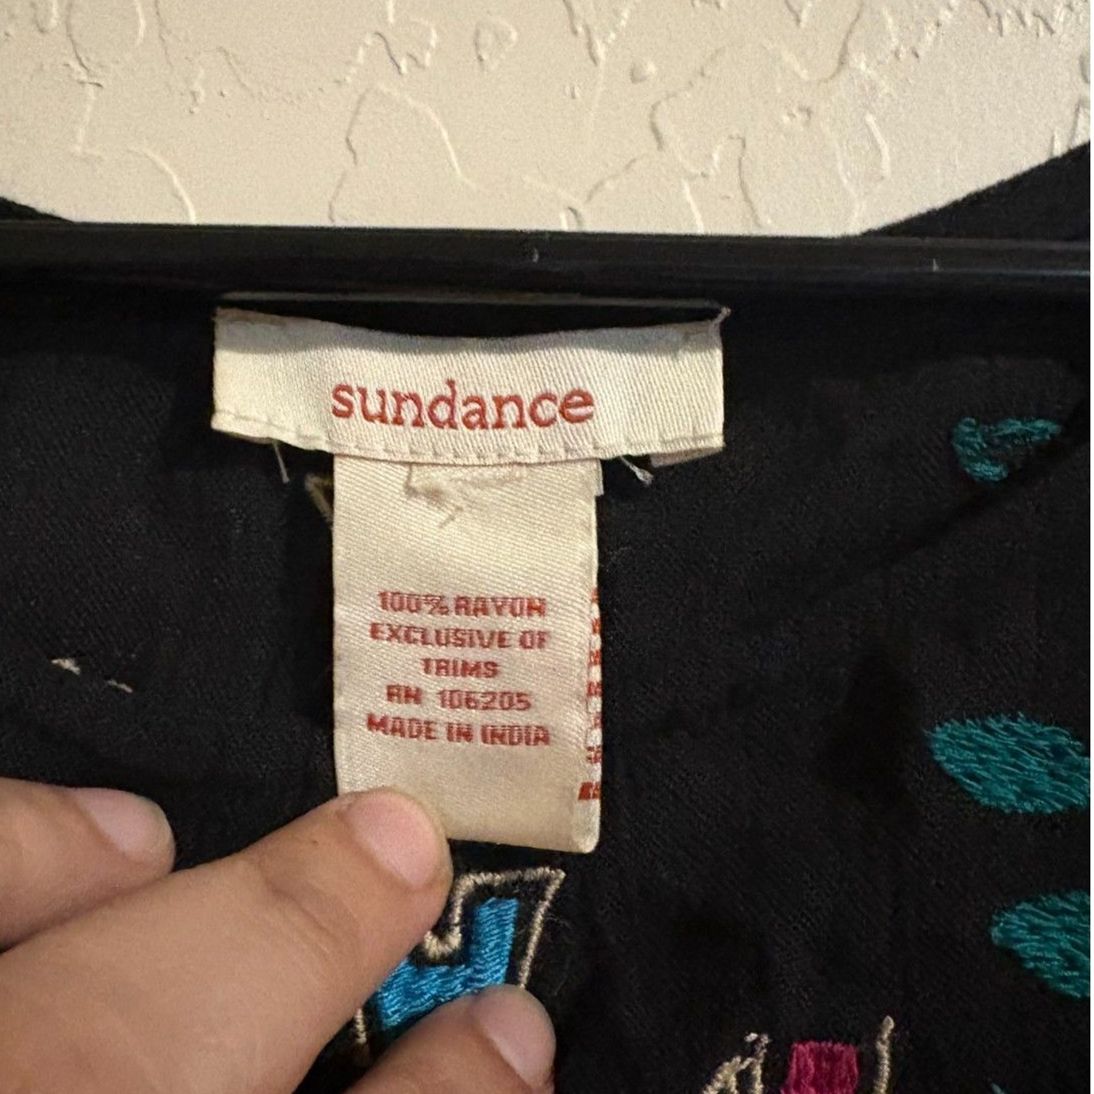 sundance
100% RAYON
EXCLUSIVE OF
TRIMS
RN 106205
MADE IN INDIA